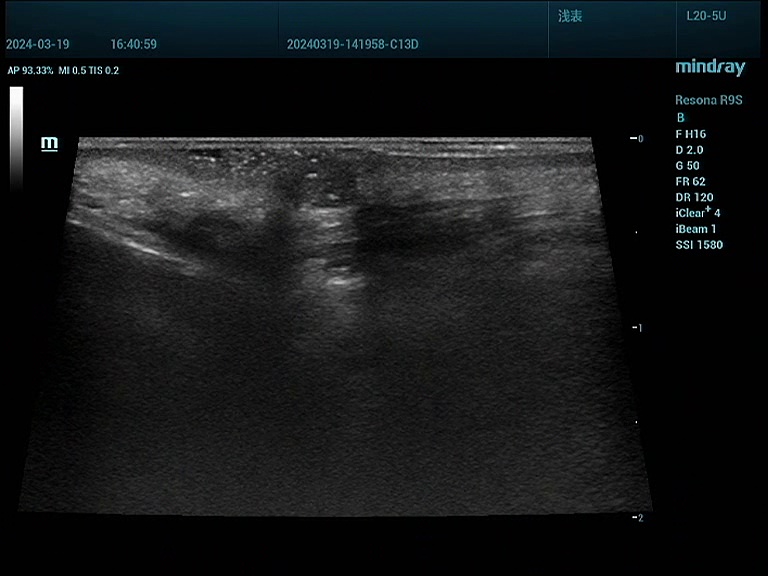 浅表
L20-5U
2024-03-19 16:40:59 20240319-141958-C13D
AP 93.33% MI 0.5 TIS 0.2
mindray
Resona R9S
B
F H16
D 2.0
G 50
FR 62
DR 120
iClear+ 4
iBeam 1
SSI 1580
m
0
1
2